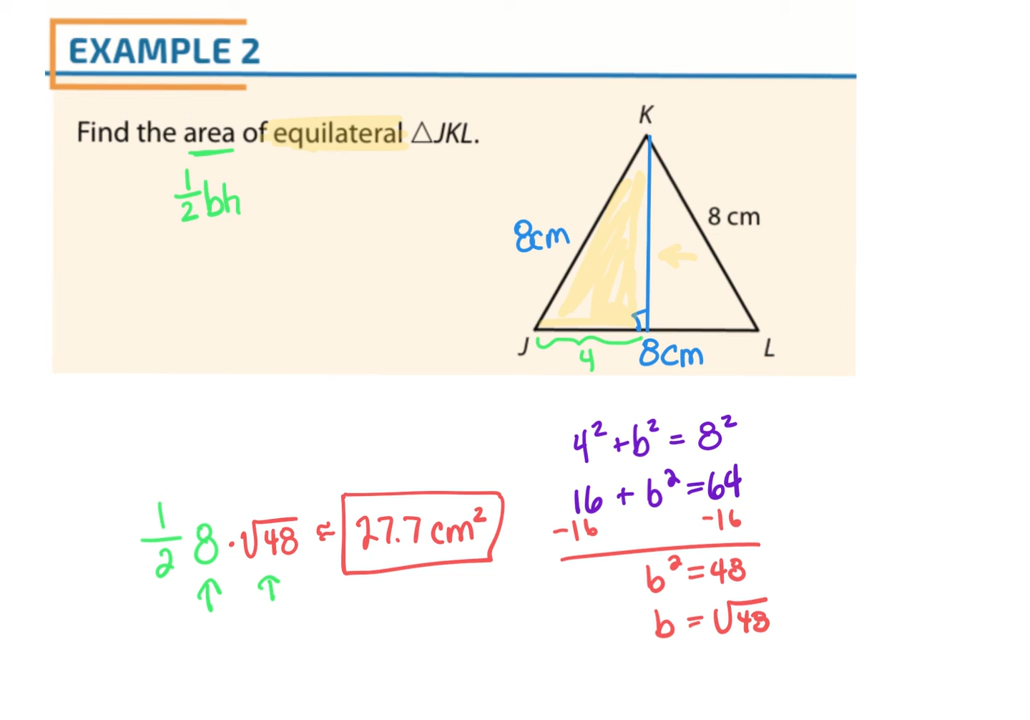 EXAMPLE 2
Find the area of equilateral △JKL.
1/2 bh
K
8cm
8 cm
J
4
8cm
L
4² + b² = 8²
16 + b² = 64
-16 -16
b² = 48
b = √48
1/2 8 · √48 ≈ 27.7 cm²